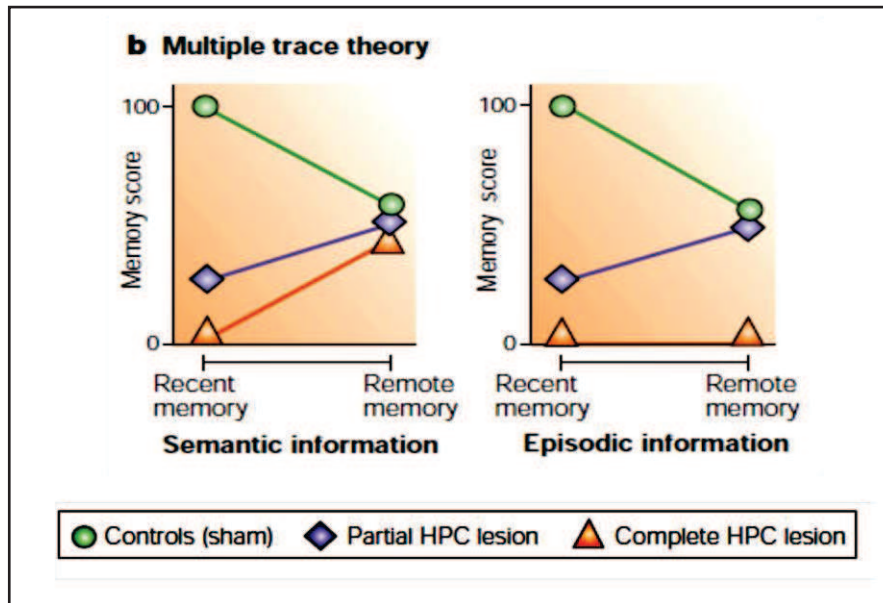 b Multiple trace theory
100
Memory score
0
Recent memory
Remote memory
Semantic information
100
Memory score
0
Recent memory
Remote memory
Episodic information
Controls (sham)
Partial HPC lesion
Complete HPC lesion